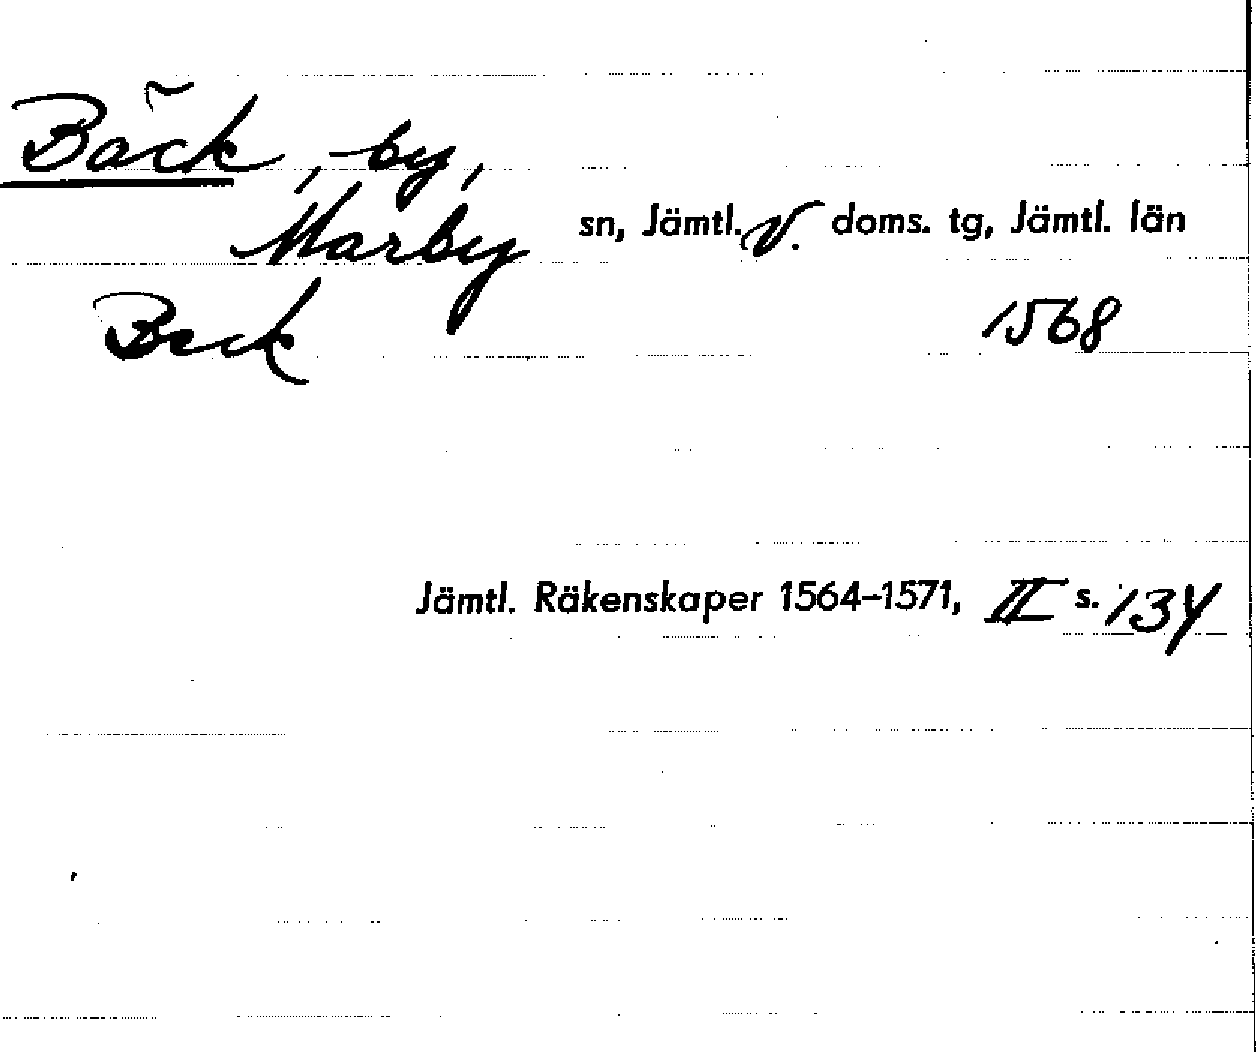 Bäck, by,
Marby sn, Jämtl. v. doms. tg, Jämtl. län
Beck 1568
Jämtl. Räkenskaper 1564–1571, II s. 134